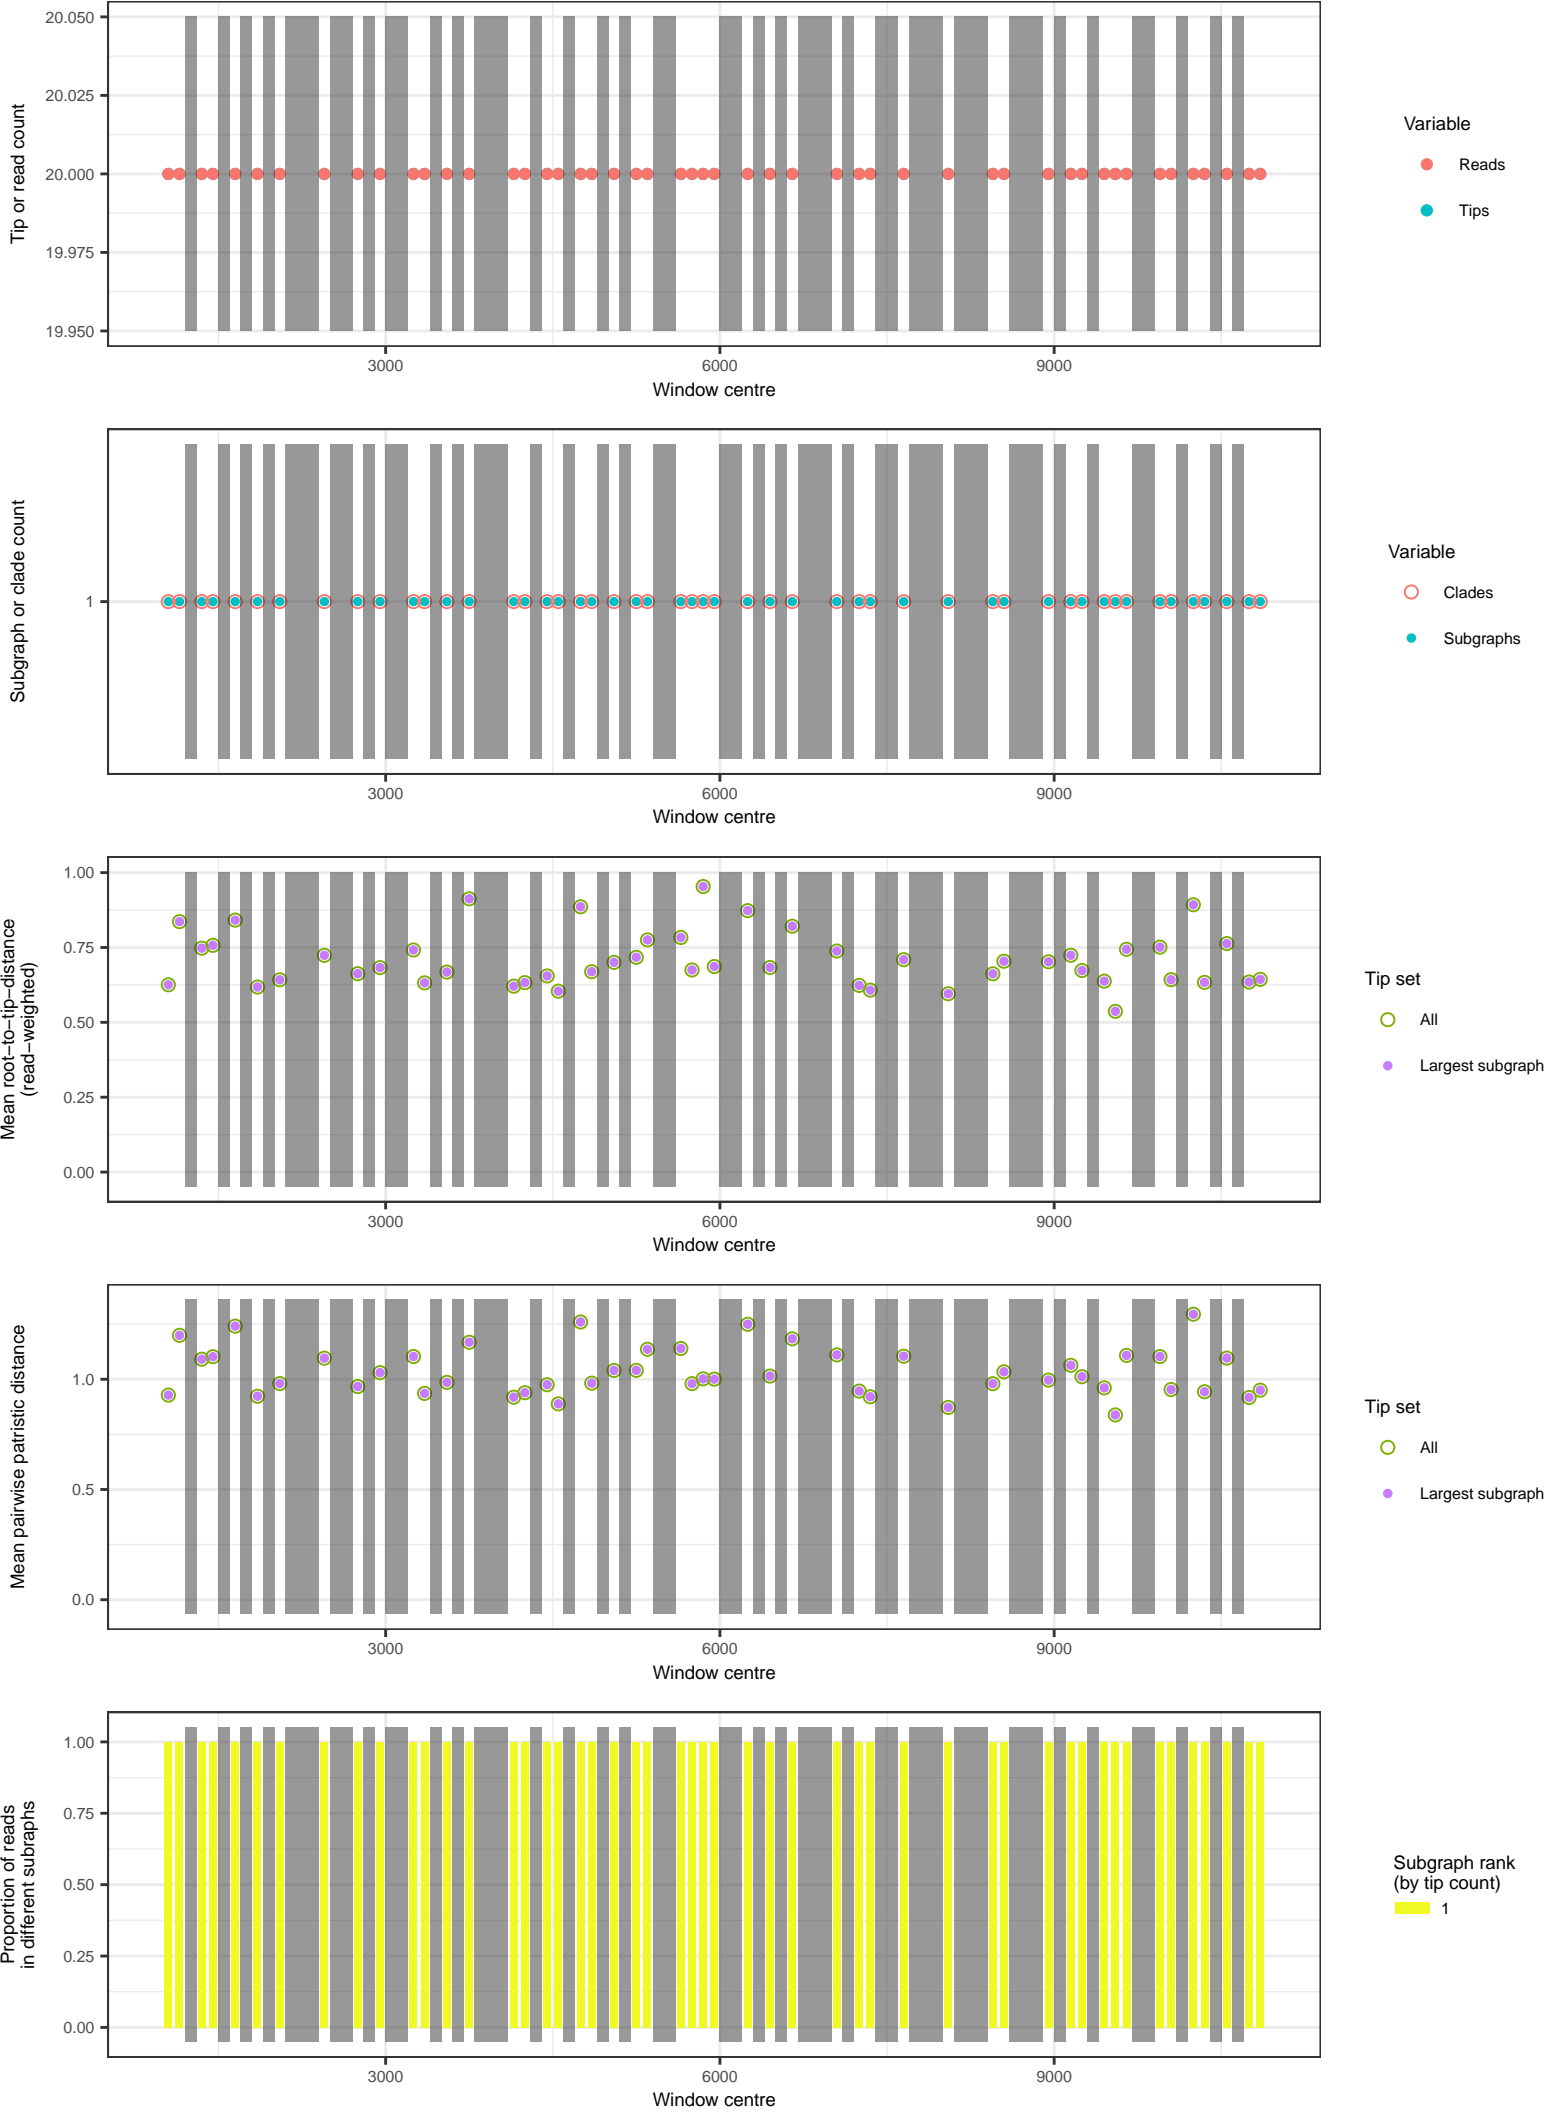 20.050
20.025
20.000
19.975
19.950
Tip or read count
3000
6000
9000
Window centre
Variable
Reads
Tips
Subgraph or clade count
1
3000
6000
9000
Window centre
Variable
Clades
Subgraphs
Mean root−to−tip−distance
(read−weighted)
1.00
0.75
0.50
0.25
0.00
3000
6000
9000
Window centre
Tip set
All
Largest subgraph
Mean pairwise patristic distance
1.0
0.5
0.0
3000
6000
9000
Window centre
Tip set
All
Largest subgraph
Proportion of reads
in different subraphs
1.00
0.75
0.50
0.25
0.00
3000
6000
9000
Window centre
Subgraph rank
(by tip count)
1